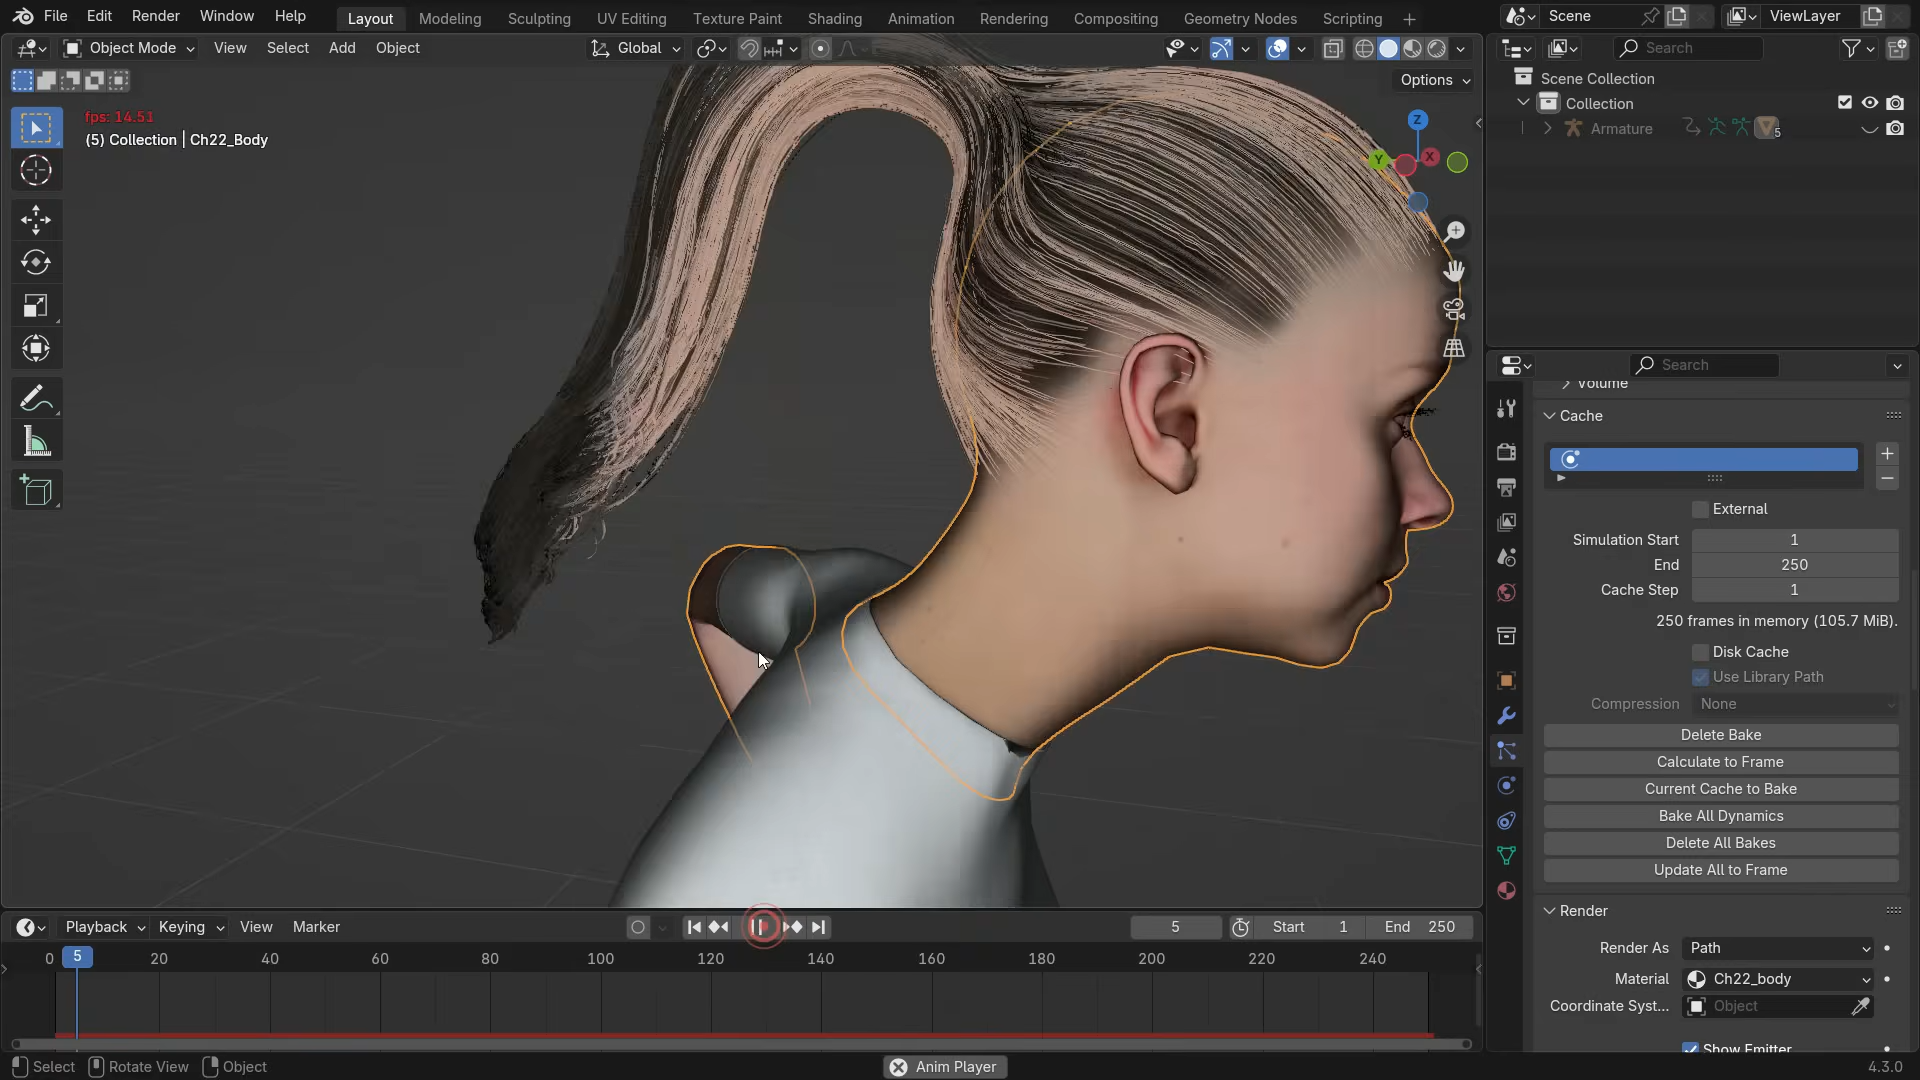 File Edit Render Window Help Layout Modeling Sculpting UV Editing Texture Paint Shading Animation Rendering Compositing Geometry Nodes Scripting + Scene ViewLayer
Object Mode View Select Add Object Global Search
Options
Scene Collection
Collection
Armature 5
fps: 14.51
(5) Collection | Ch22_Body
Z
Y X
Search
Volume
Cache
External
Simulation Start 1
End 250
Cache Step 1
250 frames in memory (105.7 MiB).
Disk Cache
Use Library Path
Compression None
Delete Bake
Calculate to Frame
Current Cache to Bake
Bake All Dynamics
Delete All Bakes
Update All to Frame
Render
Render As Path
Material Ch22_body
Coordinate Syst... Object
Show Emitter
Playback Keying View Marker 5 Start 1 End 250
0 5 20 40 60 80 100 120 140 160 180 200 220 240
Select Rotate View Object Anim Player 4.3.0